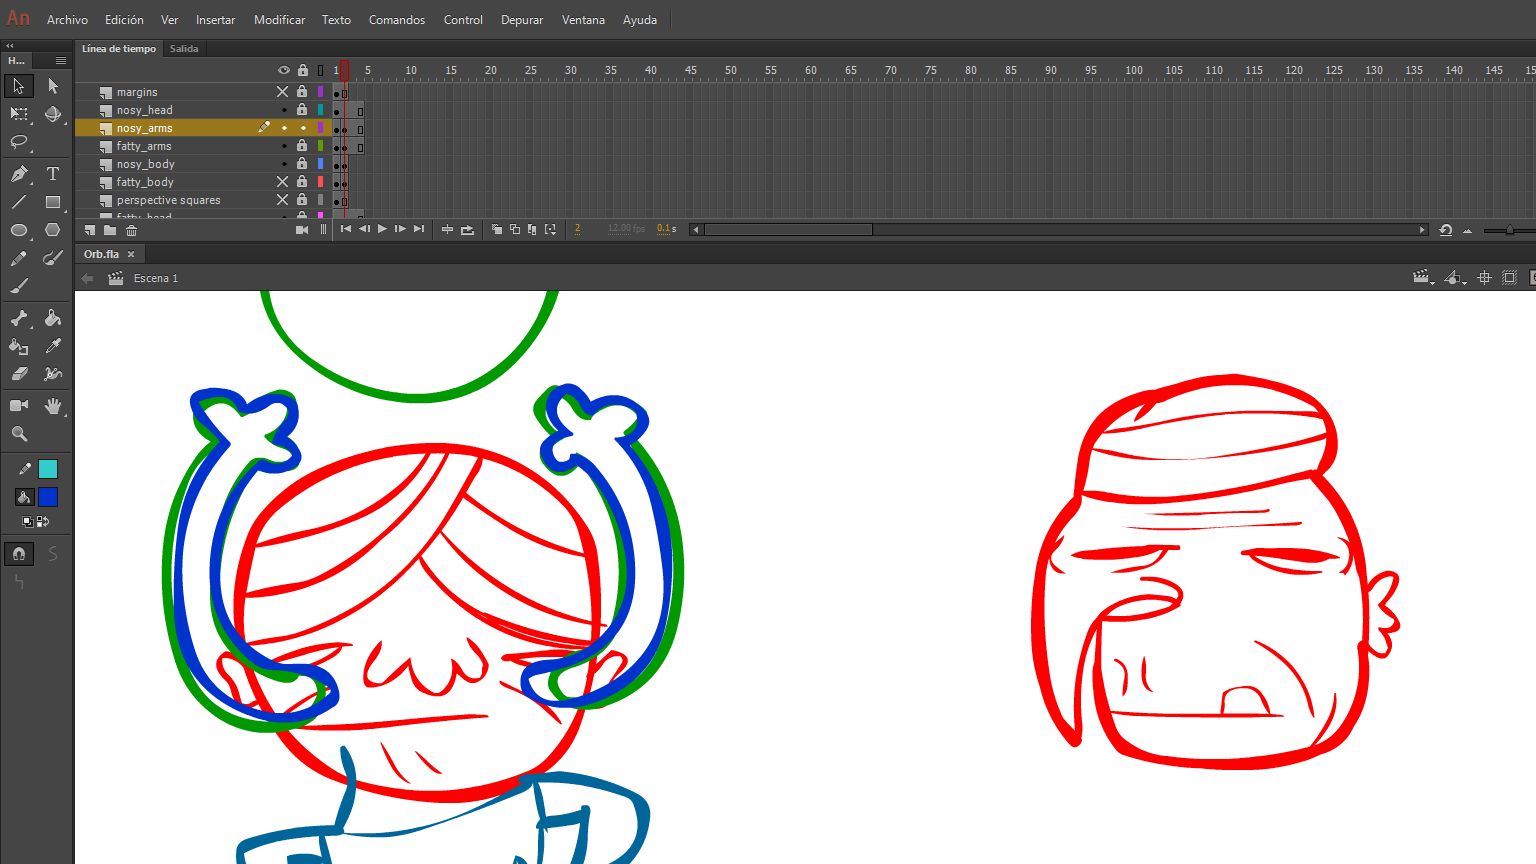 An Archivo Edición Ver Insertar Modificar Texto Comandos Control Depurar Ventana Ayuda
H... Línea de tiempo Salida
1 5 10 15 20 25 30 35 40 45 50 55 60 65 70 75 80 85 90 95 100 105 110 115 120 125 130 135 140 145 15
margins
nosy_head
nosy_arms
fatty_arms
nosy_body
fatty_body
perspective squares
fatty_head
2 12.00 fps 0.1 s
Orb.fla
Escena 1